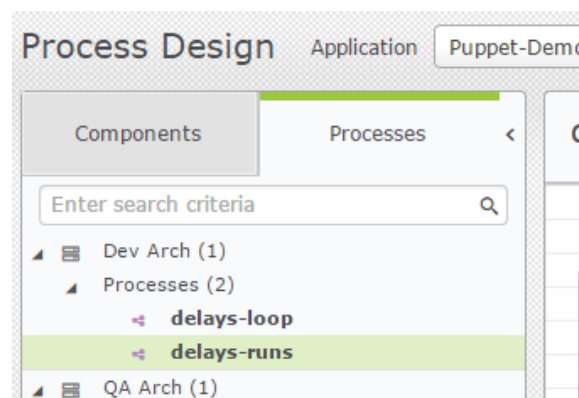 Process Design Application Puppet-Demo
Components Processes
Enter search criteria
Dev Arch (1)
Processes (2)
delays-loop
delays-runs
QA Arch (1)